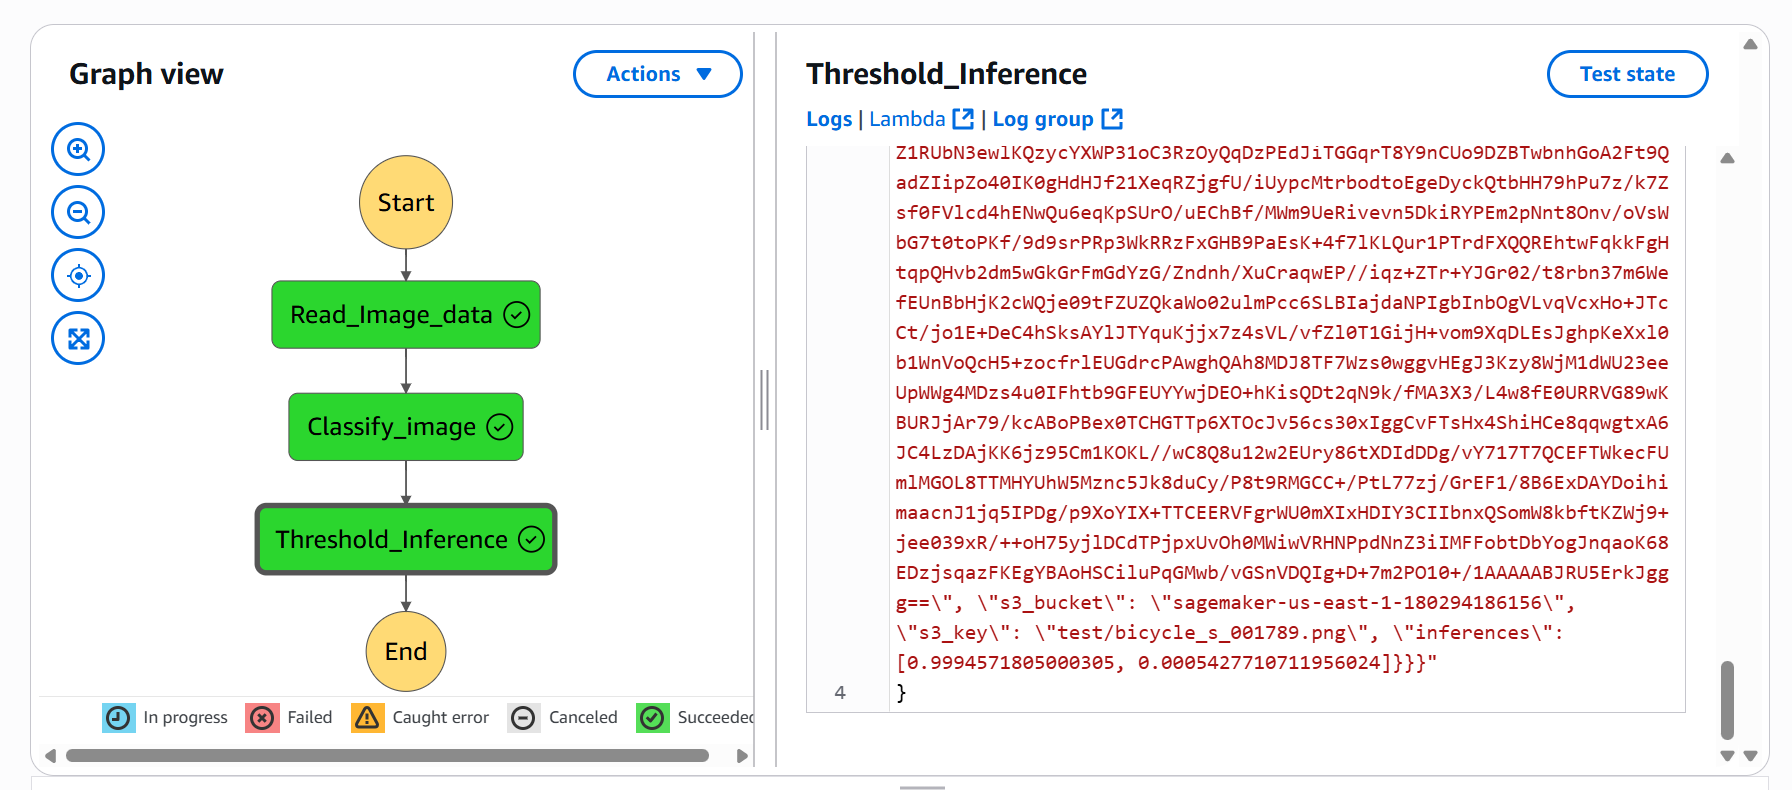 Graph view
Actions
Start
Read_Image_data
Classify_image
Threshold_Inference
End
In progress
Failed
Caught error
Canceled
Succeeded
Threshold_Inference
Test state
Logs | Lambda | Log group
Z1RUbN3ewlKQzycYXWP31oC3RzOyQqDzPEdJiTGGqrT8Y9nCUo9DZBTwbnhGoA2Ft9Q
adZIipZo40IK0gHdHJf21XeqRZjgfU/iUypcMtrbodtoEgeDyckQtbHH79hPu7z/k7Z
sf0FVlcd4hENwQu6eqKpSUrO/uEChBf/MWm9UeRivevn5DkiRYPEm2pNnt8Onv/oVsW
bG7t0toPKf/9d9srPRp3WkRRzFxGHB9PaEsK+4f7lKLQur1PTrdFXQQREhtwFqkkFgH
tqpQHvb2dm5wGkGrFmGdYzG/Zndnh/XuCraqwEP//iqz+ZTr+YJGr02/t8rbn37m6We
fEUnBbHjK2cWQje09tFZUZQkaWo02ulmPcc6SLBIajdaNPIgbInbOgVLvqVcxHo+JTc
Ct/jo1E+DeC4hSksAYlJTYquKjjx7z4sVL/vfZl0T1GijH+vom9XqDLEsJghpKeXxl0
b1WnVoQcH5+zocfrlEUGdrcPAwghQAh8MDJ8TF7Wzs0wggvHEgJ3Kzy8WjM1dWU23ee
UpWWg4MDzs4u0IFhtb9GFEUYYwjDEO+hKisQDt2qN9k/fMA3X3/L4w8fE0URRVG89wK
BURJjAr79/kcABoPBex0TCHGTTp6XTOcJv56cs30xIggCvFTsHx4ShiHCe8qqwgtxA6
JC4LzDAjKK6jz95Cm1KOKL//wC8Q8u12w2EUry86tXDIdDDg/vY717T7QCEFTWkecFU
mlMGOL8TTMHYUhW5Mznc5Jk8duCy/P8t9RMGCC+/PtL77zj/GrEF1/8B6ExDAYDoihi
maacnJ1jq5IPDg/p9XoYIX+TTCEERVFgrWU0mXIxHDIY3CIIbnxQSomW8kbftKZWj9+
jee039xR/++oH75yjlDCdTPjpxUvOh0MWiwVRHNPpdNnZ3iIMFFobtDbYogJnqaoK68
EDzjsqazFKEgYBAoHSCiluPqGMwb/vGSnVDQIg+D+7m2PO10+/1AAAAABJRU5ErkJgg
g==\", \"s3_bucket\": \"sagemaker-us-east-1-180294186156\",
\"s3_key\": \"test/bicycle_s_001789.png\", \"inferences\":
[0.9994571805000305, 0.0005427710711956024]}}}"
4 }